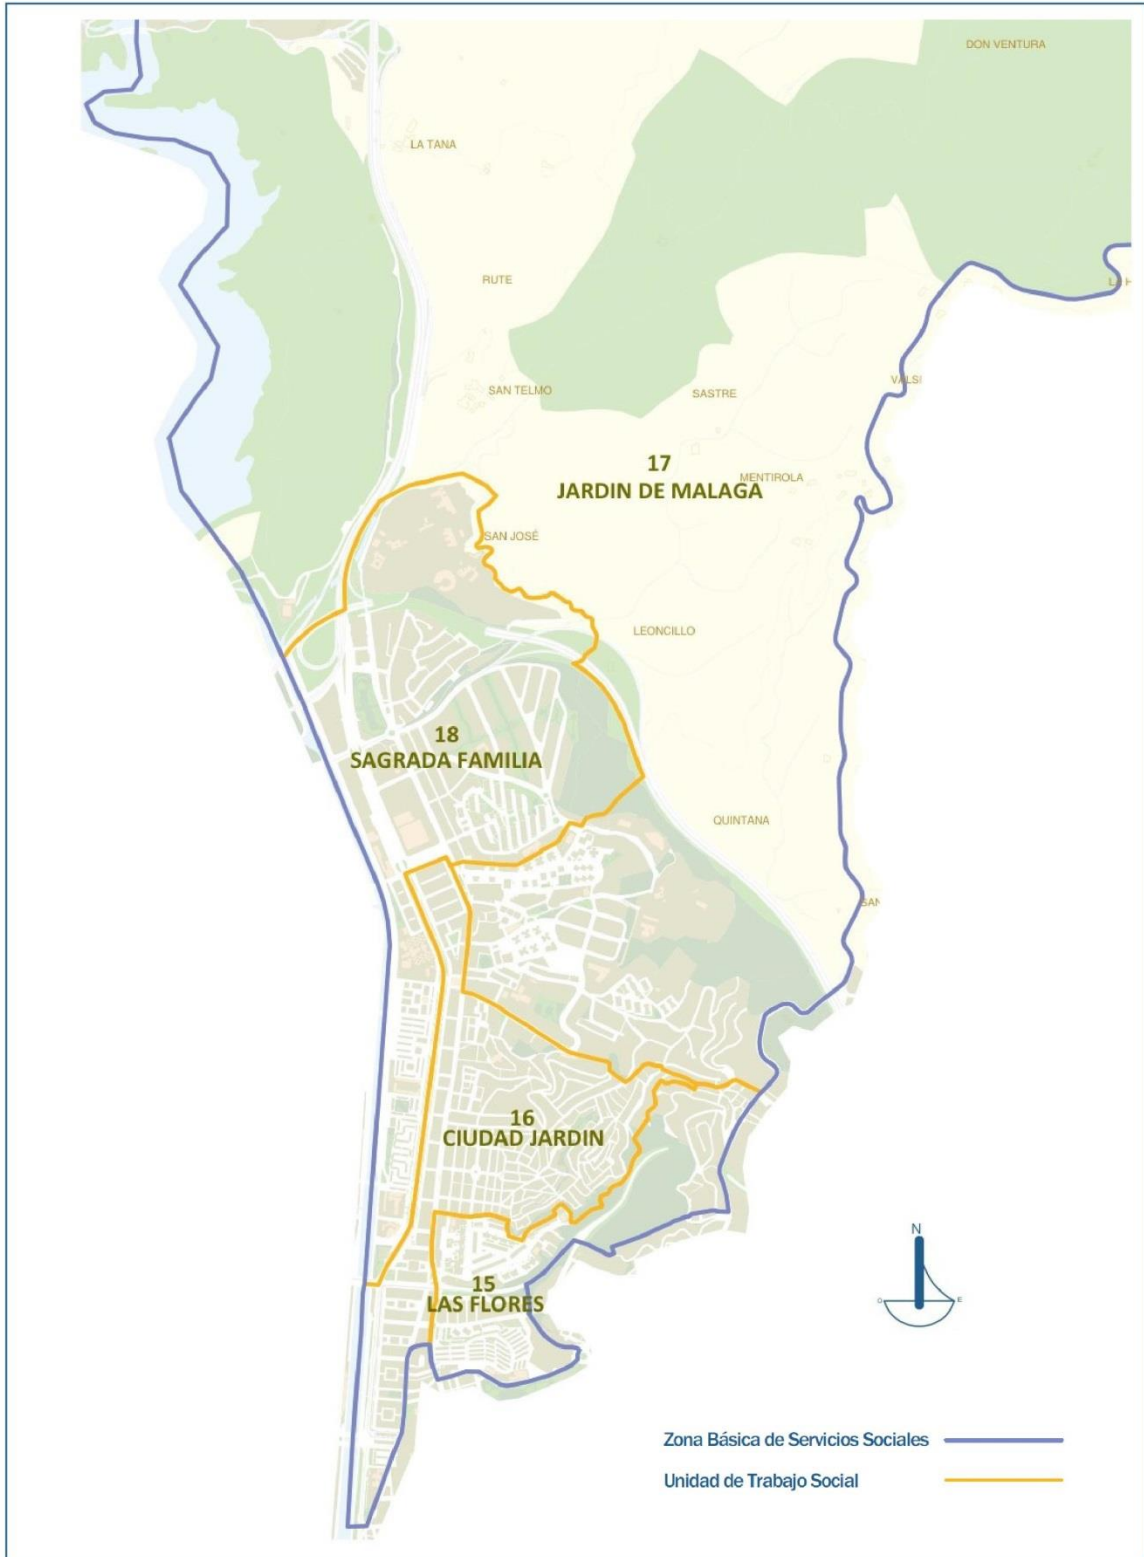 DON VENTURA
LA TANA
RUTE
SAN TELMO
SASTRE
VALSI
17
JARDIN DE MALAGA
MENTIROLA
SAN JOSÉ
LEONCILLO
18
SAGRADA FAMILIA
QUINTANA
SAN
16
CIUDAD JARDIN
15
LAS FLORES
N
O
E
Zona Básica de Servicios Sociales
Unidad de Trabajo Social